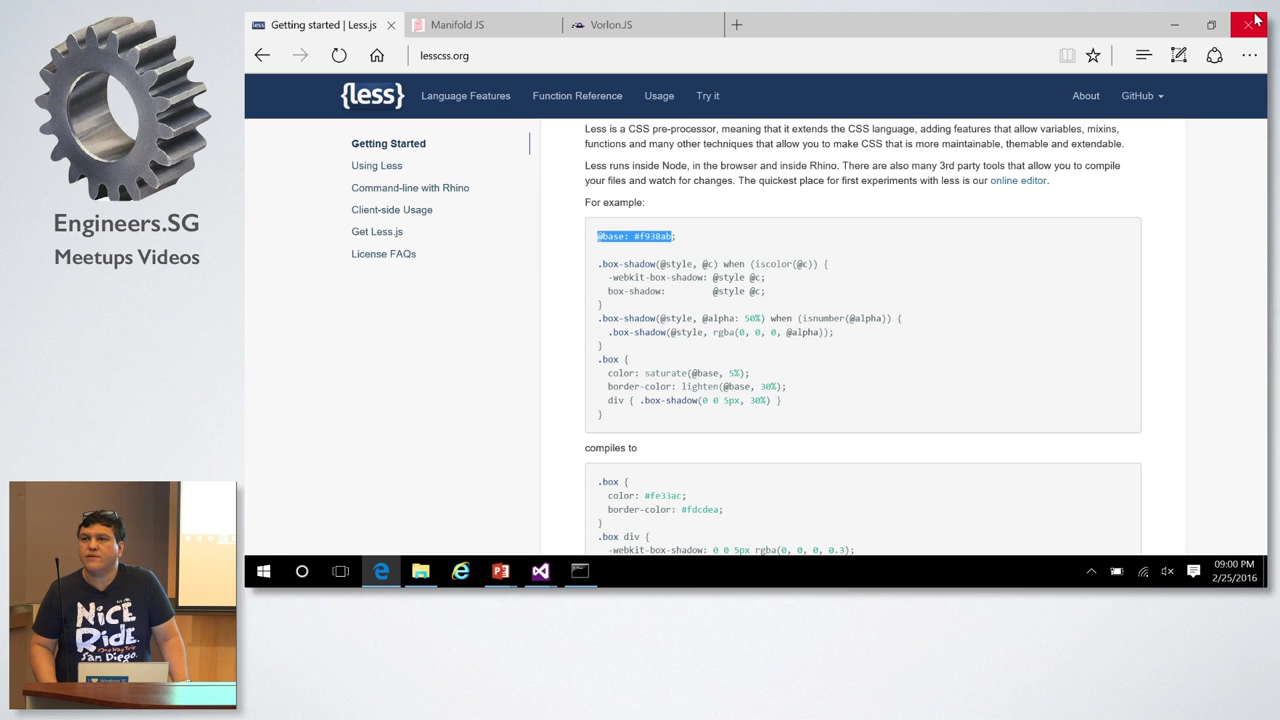 Getting started | Less.js
Manifold JS
Vorlon.JS
lesscss.org
{less}
Language Features
Function Reference
Usage
Try it
About
GitHub
Getting Started
Using Less
Command-line with Rhino
Client-side Usage
Get Less.js
License FAQs
Less is a CSS pre-processor, meaning that it extends the CSS language, adding features that allow variables, mixins,
functions and many other techniques that allow you to make CSS that is more maintainable, themable and extendable.
Less runs inside Node, in the browser and inside Rhino. There are also many 3rd party tools that allow you to compile
your files and watch for changes. The quickest place for first experiments with less is our online editor.
For example:
@base: #f938ab;
.box-shadow(@style, @c) when (iscolor(@c)) {
-webkit-box-shadow: @style @c;
box-shadow: @style @c;
}
.box-shadow(@style, @alpha: 50%) when (isnumber(@alpha)) {
.box-shadow(@style, rgba(0, 0, 0, @alpha));
}
.box {
color: saturate(@base, 5%);
border-color: lighten(@base, 30%);
div { .box-shadow(0 0 5px, 30%) }
}
compiles to
.box {
color: #fe33ac;
border-color: #fdcdea;
}
.box div {
-webkit-box-shadow: 0 0 5px rgba(0, 0, 0, 0.3);
09:00 PM
2/25/2016
Engineers.SG
Meetups Videos
NiCE
RiDE.
San Diego.